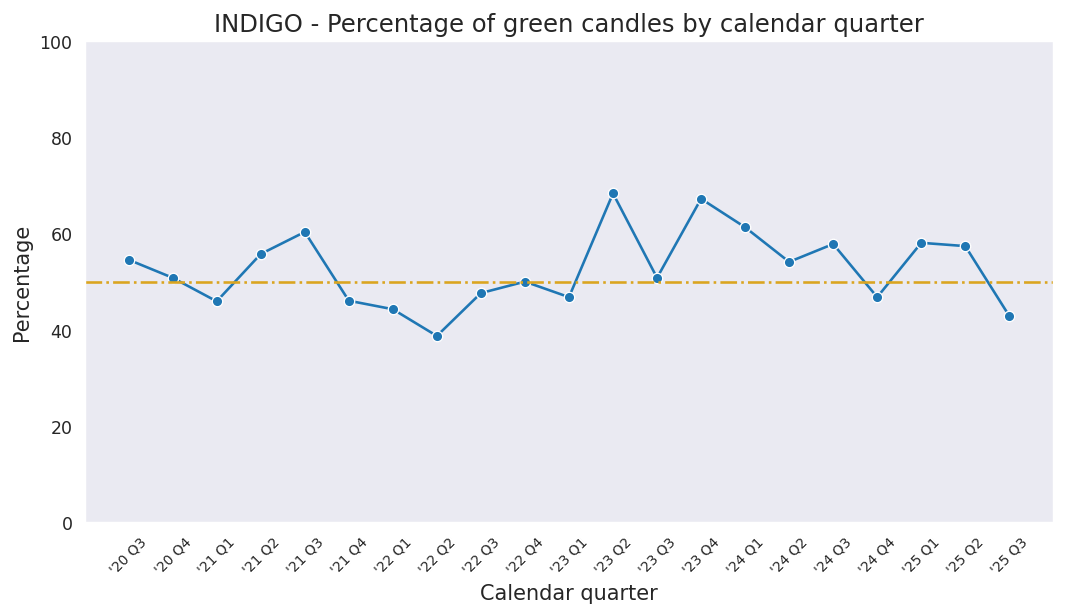 INDIGO - Percentage of green candles by calendar quarter
100
80
60
40
20
0
Percentage
'20 Q3
'20 Q4
'21 Q1
'21 Q2
'21 Q3
'21 Q4
'22 Q1
'22 Q2
'22 Q3
'22 Q4
'23 Q1
'23 Q2
'23 Q3
'23 Q4
'24 Q1
'24 Q2
'24 Q3
'24 Q4
'25 Q1
'25 Q2
'25 Q3
Calendar quarter